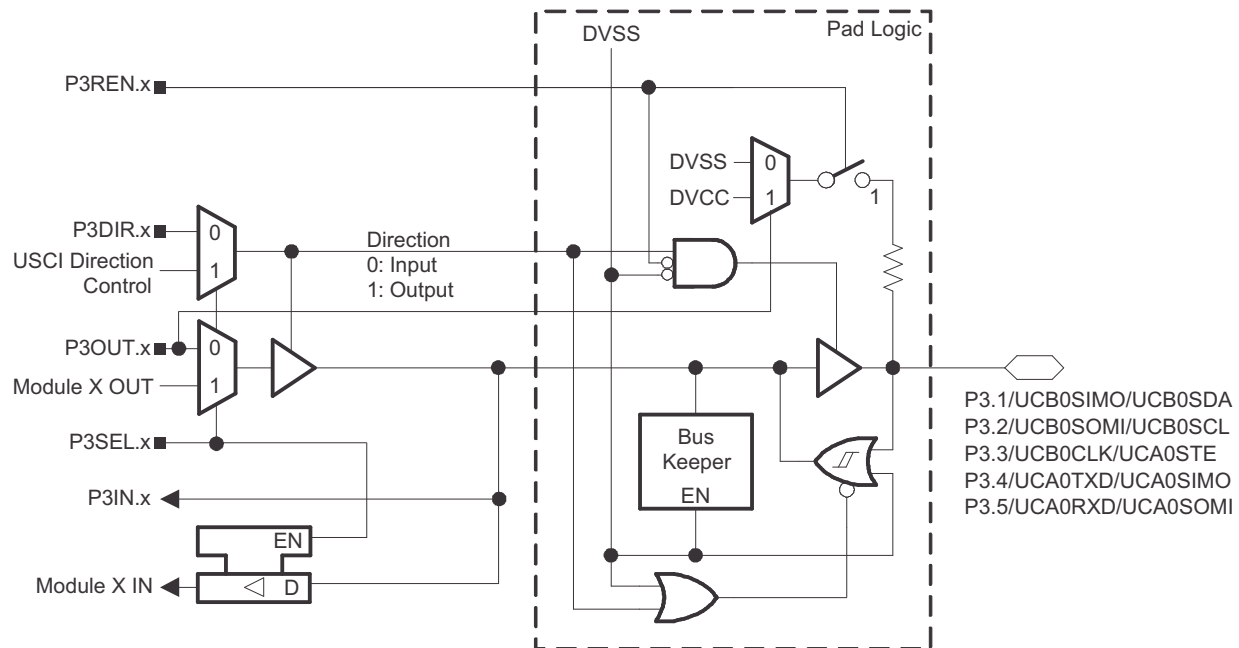 Pad Logic
DVSS
P3REN.x
DVSS
0
DVCC
1
1
P3DIR.x
0
USCI Direction
Control
1
Direction
0: Input
1: Output
P3OUT.x
0
Module X OUT
1
P3SEL.x
Bus
Keeper
EN
P3.1/UCB0SIMO/UCB0SDA
P3.2/UCB0SOMI/UCB0SCL
P3.3/UCB0CLK/UCA0STE
P3.4/UCA0TXD/UCA0SIMO
P3.5/UCA0RXD/UCA0SOMI
P3IN.x
EN
Module X IN
D